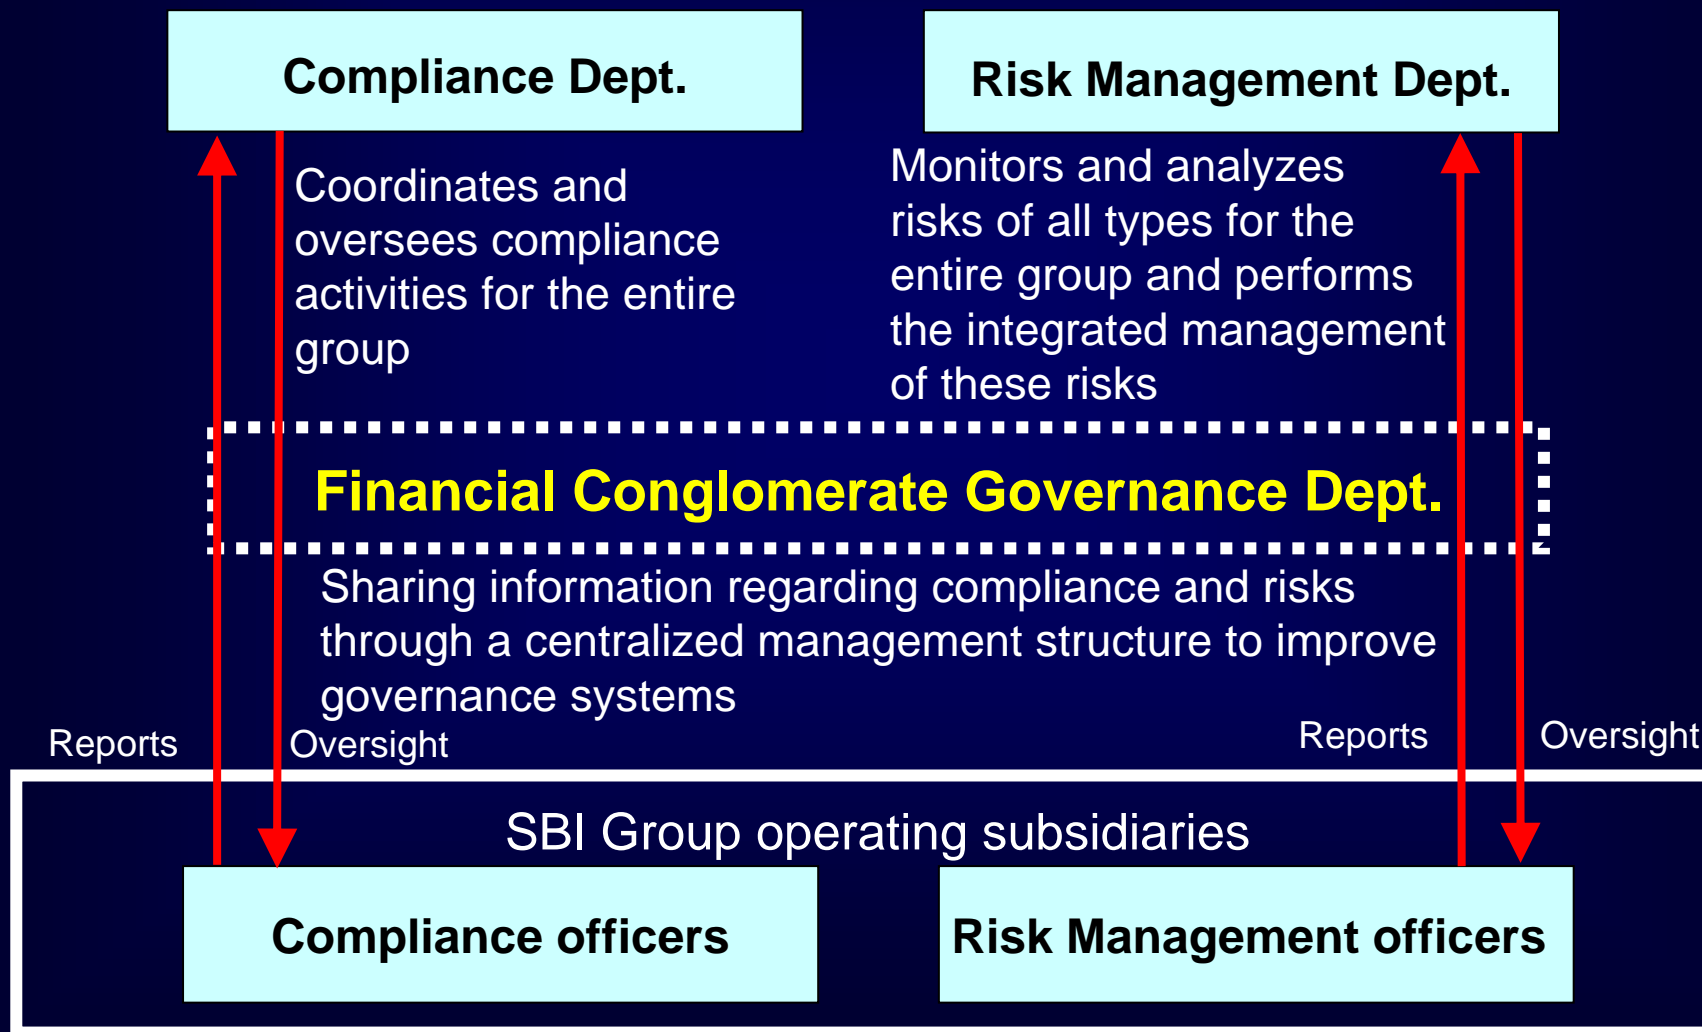 Compliance Dept.
Risk Management Dept.
Coordinates and
oversees compliance
activities for the entire
group
Monitors and analyzes
risks of all types for the
entire group and performs
the integrated management
of these risks
Financial Conglomerate Governance Dept.
Sharing information regarding compliance and risks
through a centralized management structure to improve
governance systems
Reports
Oversight
Reports
Oversight
SBI Group operating subsidiaries
Compliance officers
Risk Management officers